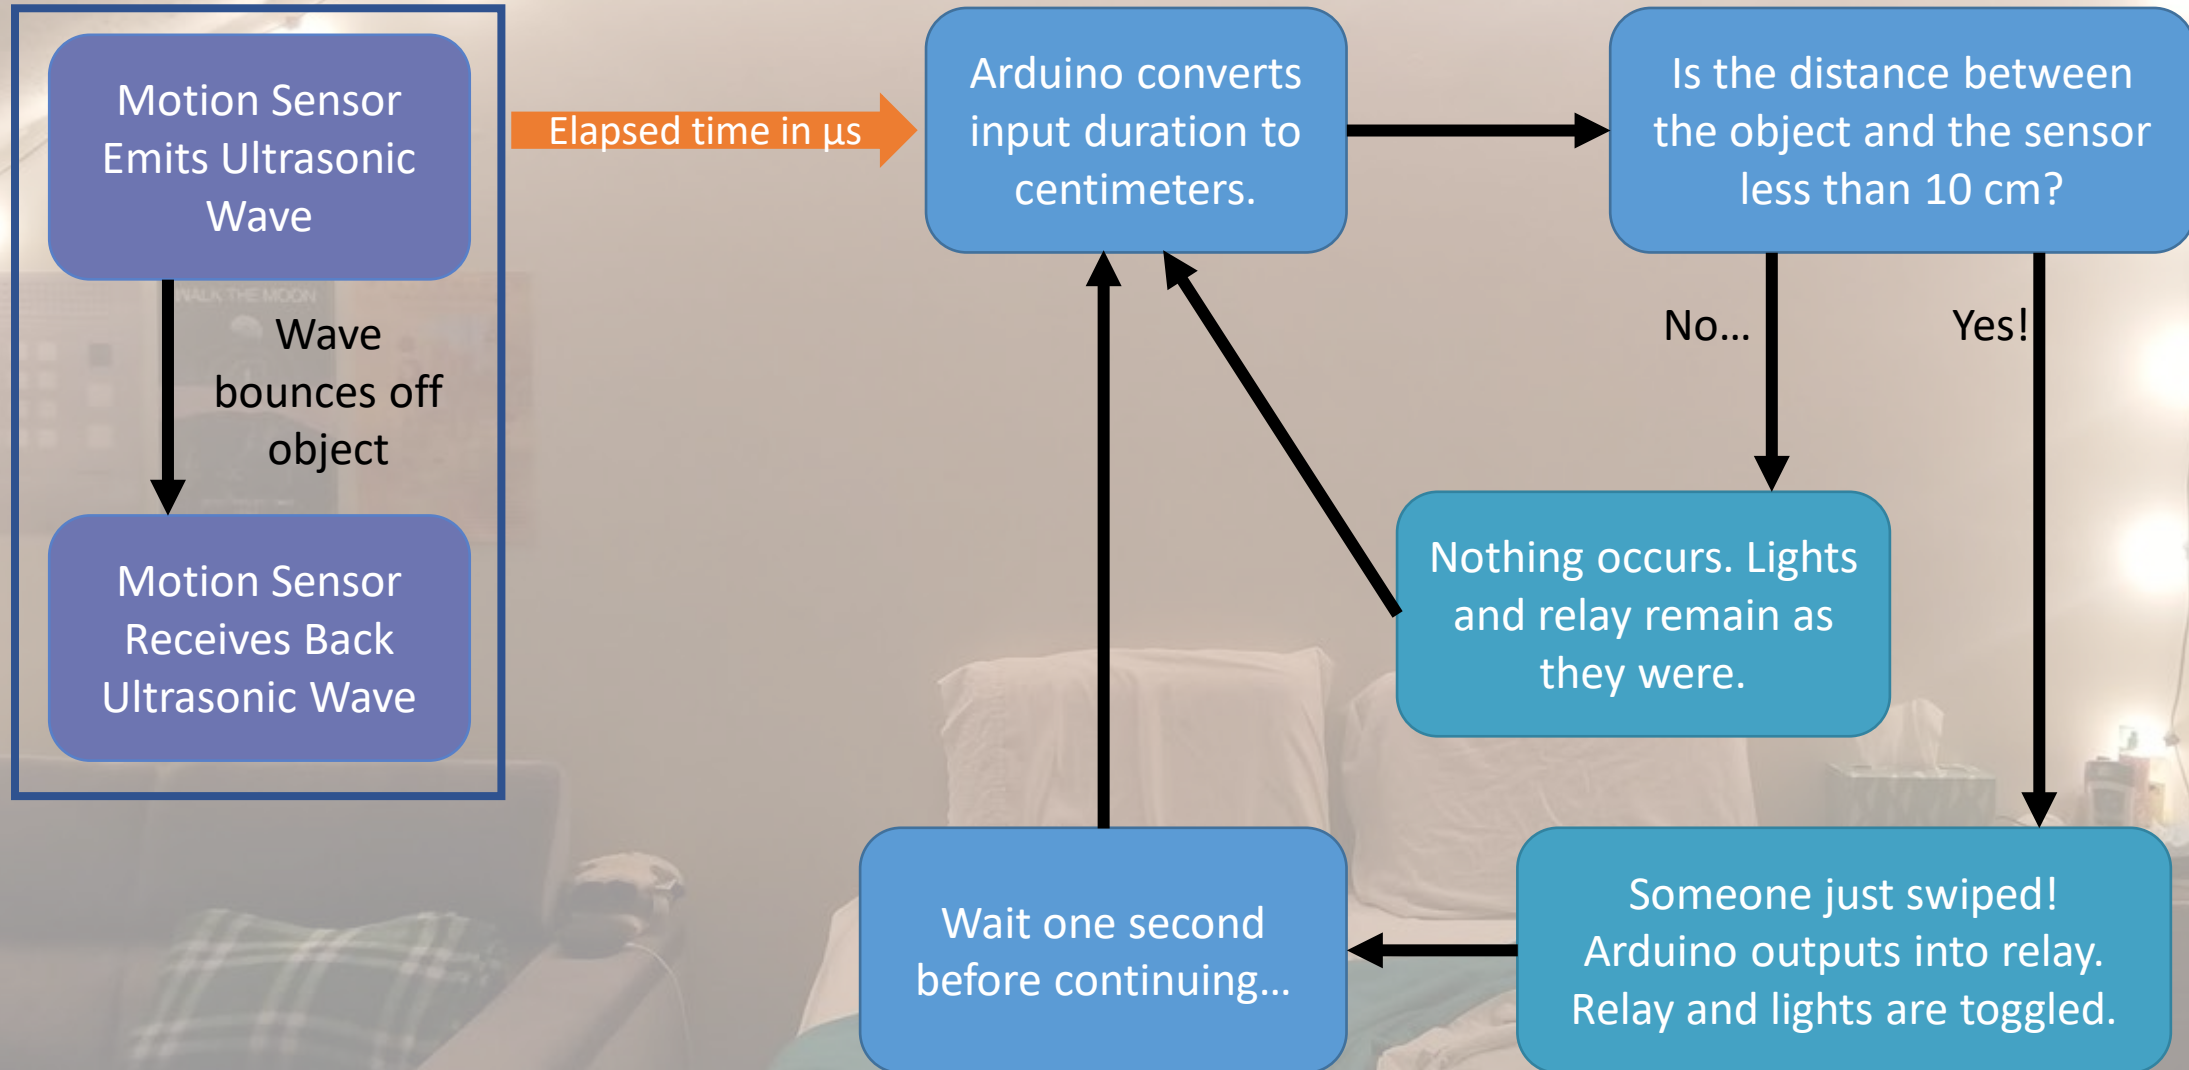 Motion Sensor
Emits Ultrasonic
Wave
Wave
bounces off
object
Motion Sensor
Receives Back
Ultrasonic Wave
Elapsed time in µs
Arduino converts
input duration to
centimeters.
Is the distance between
the object and the sensor
less than 10 cm?
No...
Yes!
Nothing occurs. Lights
and relay remain as
they were.
Someone just swiped!
Arduino outputs into relay.
Relay and lights are toggled.
Wait one second
before continuing...
WALK THE MOON